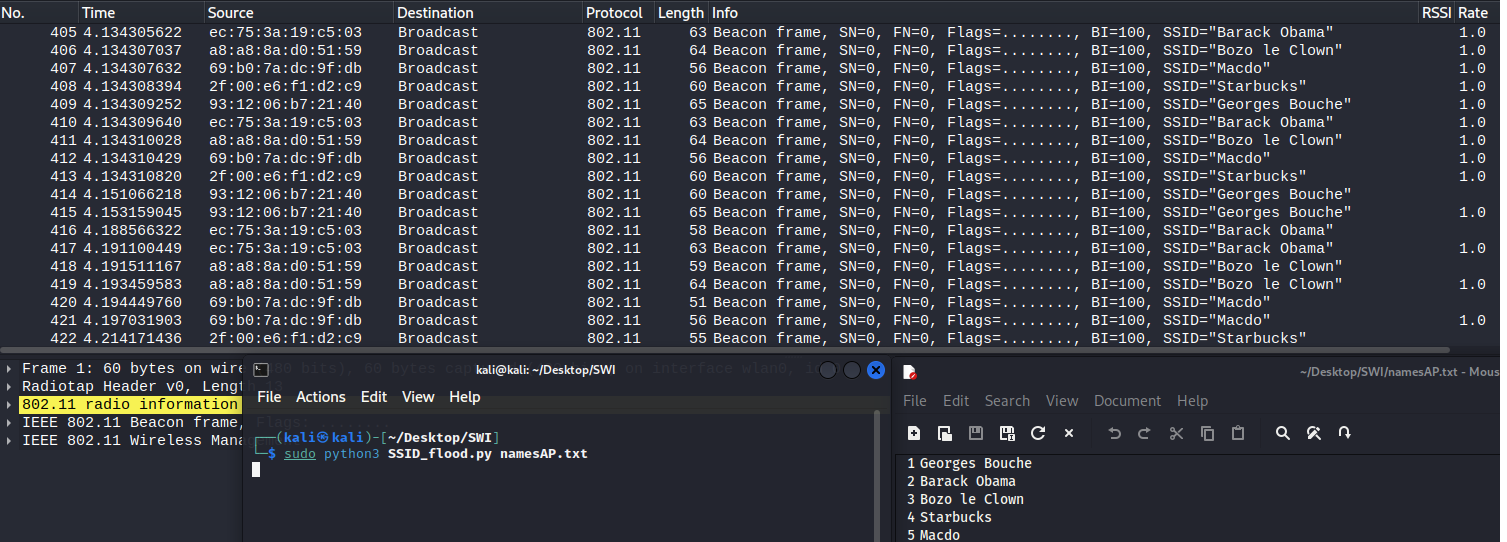 No. Time Source Destination Protocol Length Info RSSI Rate
405 4.134305622 ec:75:3a:19:c5:03 Broadcast 802.11 63 Beacon frame, SN=0, FN=0, Flags=........, BI=100, SSID="Barack Obama" 1.0
406 4.134307037 a8:a8:8a:d0:51:59 Broadcast 802.11 64 Beacon frame, SN=0, FN=0, Flags=........, BI=100, SSID="Bozo le Clown" 1.0
407 4.134307632 69:b0:7a:dc:9f:db Broadcast 802.11 56 Beacon frame, SN=0, FN=0, Flags=........, BI=100, SSID="Macdo" 1.0
408 4.134308394 2f:00:e6:f1:d2:c9 Broadcast 802.11 60 Beacon frame, SN=0, FN=0, Flags=........, BI=100, SSID="Starbucks" 1.0
409 4.134309252 93:12:06:b7:21:40 Broadcast 802.11 65 Beacon frame, SN=0, FN=0, Flags=........, BI=100, SSID="Georges Bouche" 1.0
410 4.134309640 ec:75:3a:19:c5:03 Broadcast 802.11 63 Beacon frame, SN=0, FN=0, Flags=........, BI=100, SSID="Barack Obama" 1.0
411 4.134310028 a8:a8:8a:d0:51:59 Broadcast 802.11 64 Beacon frame, SN=0, FN=0, Flags=........, BI=100, SSID="Bozo le Clown" 1.0
412 4.134310429 69:b0:7a:dc:9f:db Broadcast 802.11 56 Beacon frame, SN=0, FN=0, Flags=........, BI=100, SSID="Macdo" 1.0
413 4.134310820 2f:00:e6:f1:d2:c9 Broadcast 802.11 60 Beacon frame, SN=0, FN=0, Flags=........, BI=100, SSID="Starbucks" 1.0
414 4.151066218 93:12:06:b7:21:40 Broadcast 802.11 60 Beacon frame, SN=0, FN=0, Flags=........, BI=100, SSID="Georges Bouche"
415 4.153159045 93:12:06:b7:21:40 Broadcast 802.11 65 Beacon frame, SN=0, FN=0, Flags=........, BI=100, SSID="Georges Bouche" 1.0
416 4.188566322 ec:75:3a:19:c5:03 Broadcast 802.11 58 Beacon frame, SN=0, FN=0, Flags=........, BI=100, SSID="Barack Obama"
417 4.191100449 ec:75:3a:19:c5:03 Broadcast 802.11 63 Beacon frame, SN=0, FN=0, Flags=........, BI=100, SSID="Barack Obama" 1.0
418 4.191511167 a8:a8:8a:d0:51:59 Broadcast 802.11 59 Beacon frame, SN=0, FN=0, Flags=........, BI=100, SSID="Bozo le Clown"
419 4.193459583 a8:a8:8a:d0:51:59 Broadcast 802.11 64 Beacon frame, SN=0, FN=0, Flags=........, BI=100, SSID="Bozo le Clown" 1.0
420 4.194449760 69:b0:7a:dc:9f:db Broadcast 802.11 51 Beacon frame, SN=0, FN=0, Flags=........, BI=100, SSID="Macdo"
421 4.197031903 69:b0:7a:dc:9f:db Broadcast 802.11 56 Beacon frame, SN=0, FN=0, Flags=........, BI=100, SSID="Macdo" 1.0
422 4.214171436 2f:00:e6:f1:d2:c9 Broadcast 802.11 55 Beacon frame, SN=0, FN=0, Flags=........, BI=100, SSID="Starbucks"
Frame 1: 60 bytes on wire
Radiotap Header v0, Length
802.11 radio information
IEEE 802.11 Beacon frame,
IEEE 802.11 Wireless Mana
kali@kali: ~/Desktop/SWI
File Actions Edit View Help
(kali㉿kali)-[~/Desktop/SWI]
$ sudo python3 SSID_flood.py namesAP.txt
~/Desktop/SWI/namesAP.txt - Mous
File Edit Search View Document Help
1 Georges Bouche
2 Barack Obama
3 Bozo le Clown
4 Starbucks
5 Macdo